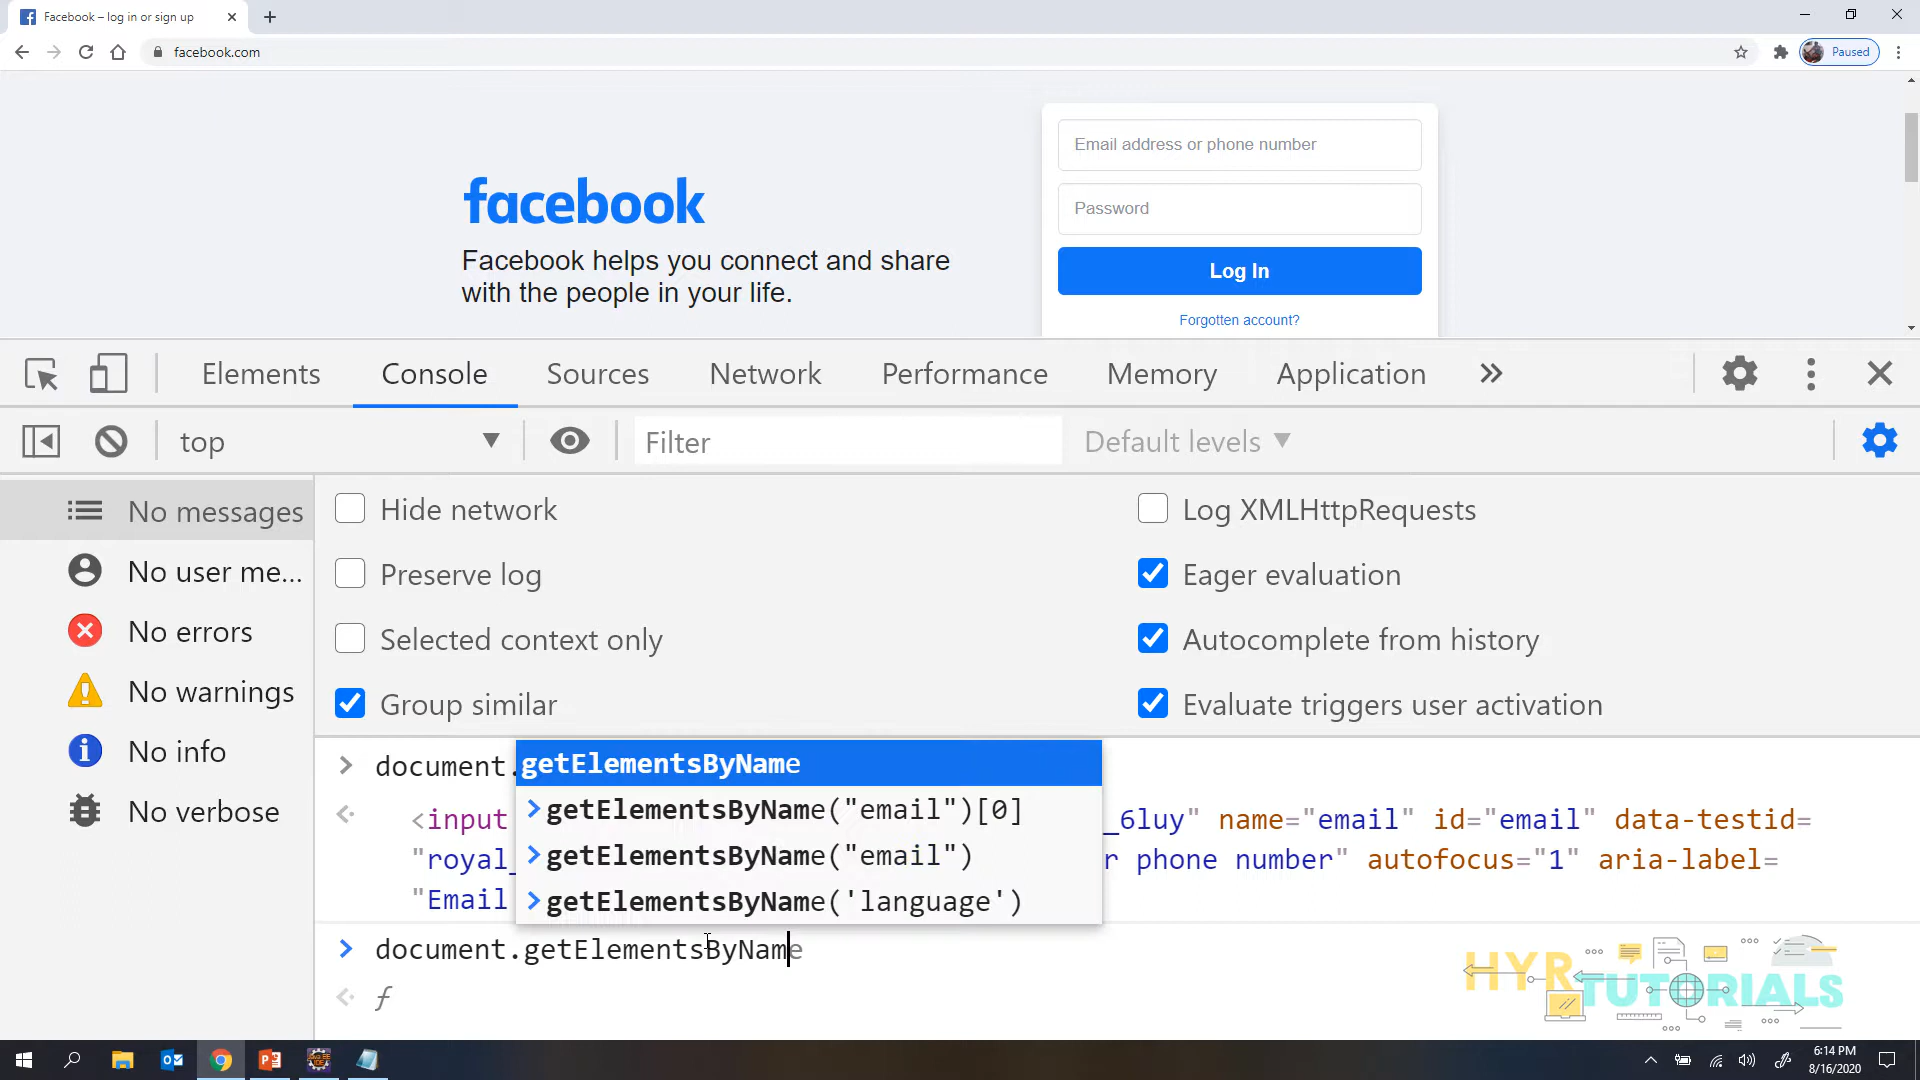 Facebook – log in or sign up
facebook.com
Paused
facebook
Facebook helps you connect and share
with the people in your life.
Email address or phone number
Password
Log In
Forgotten account?
Elements Console Sources Network Performance Memory Application
top
Filter
Default levels
No messages
No user me...
No errors
No warnings
No info
No verbose
Hide network
Preserve log
Selected context only
Group similar
Log XMLHttpRequests
Eager evaluation
Autocomplete from history
Evaluate triggers user activation
> document.
getElementsByName
> getElementsByName("email")[0]
> getElementsByName("email")
> getElementsByName('language')
<input _6luy" name="email" id="email" data-testid=
"royal_ r phone number" autofocus="1" aria-label=
"Email
> document.getElementsByName
ƒ
HYR TUTORIALS
6:14 PM
8/16/2020